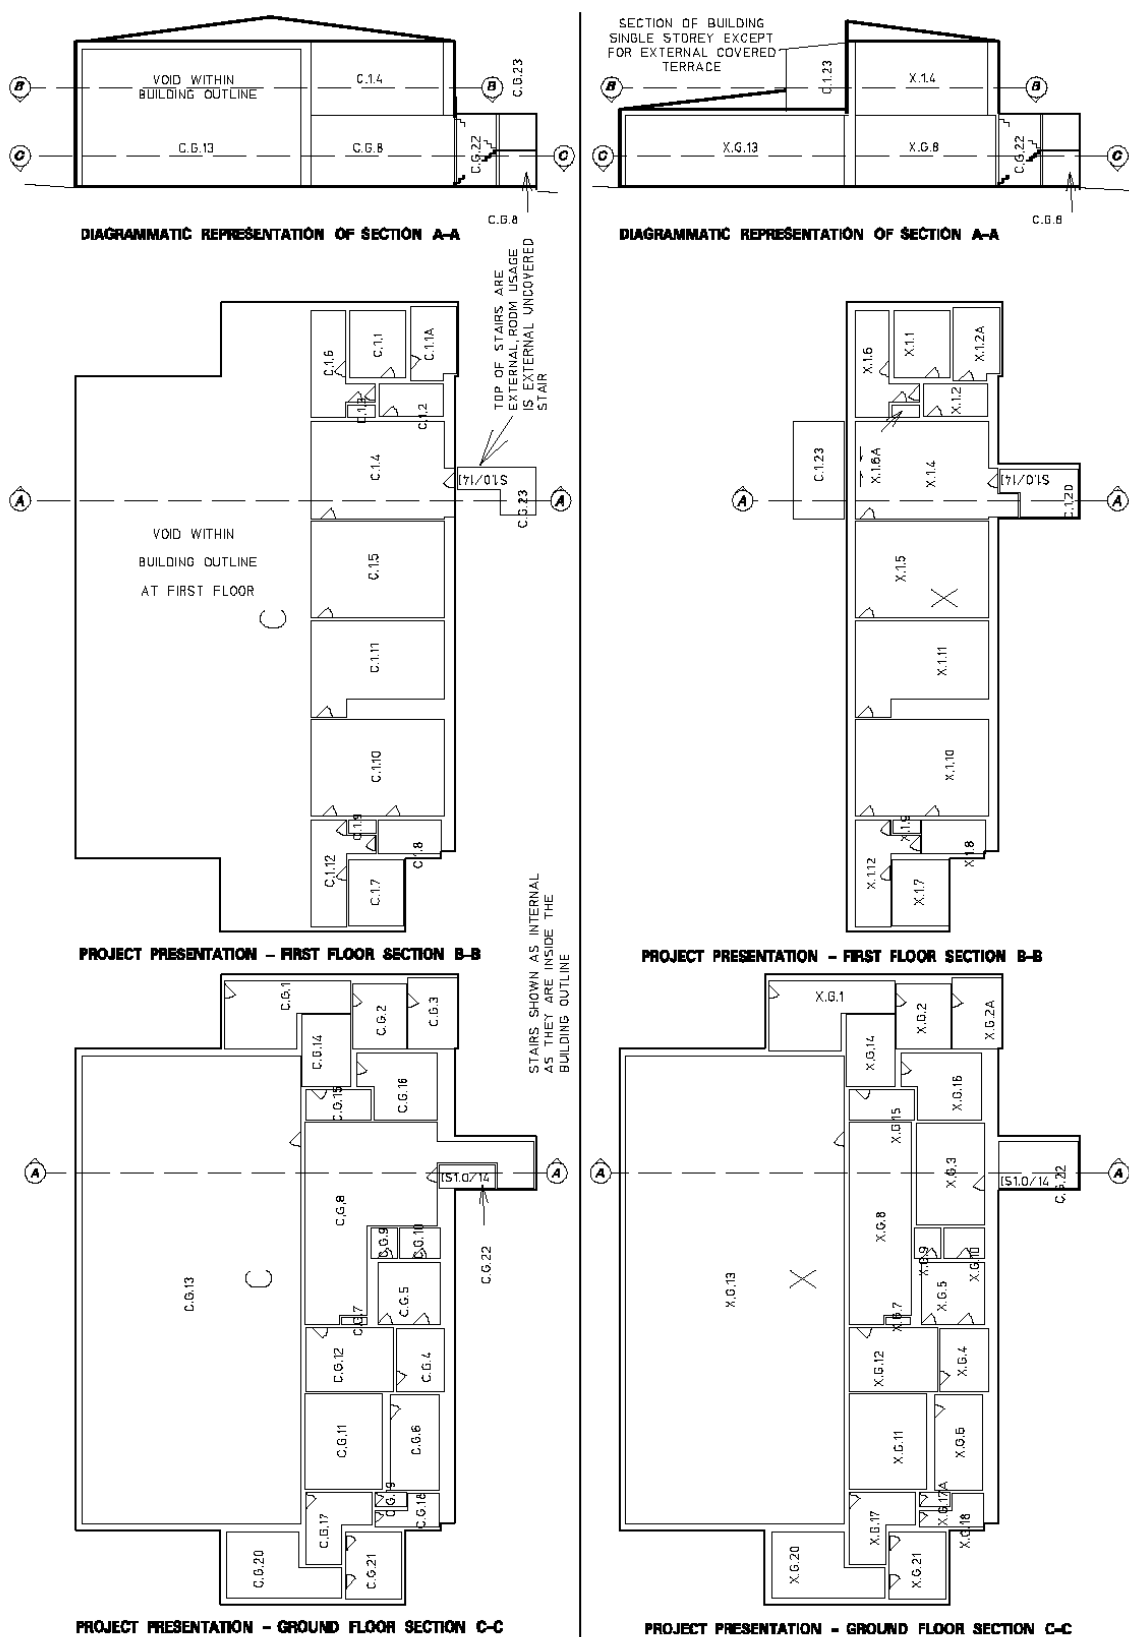 VOID WITHIN
BUILDING OUTLINE
C.1.4
C.G.23
B
B
C.G.13
C.G.8
C.G.22
C
C
C.G.8
DIAGRAMMATIC REPRESENTATION OF SECTION A-A
SECTION OF BUILDING
SINGLE STOREY EXCEPT
FOR EXTERNAL COVERED
TERRACE
C.1.23
X.1.4
B
B
X.G.13
X.G.8
C.G.22
C
C
DIAGRAMMATIC REPRESENTATION OF SECTION A-A
TOP OF STAIRS ARE
EXTERNAL,ROOM USAGE
IS EXTERNAL UNCOVERED
STAIR
C.1.6
C.1.1
C.1.1A
C.1.2
C.1.4
S1.0/14]
C.G.23
A
A
VOID WITHIN
BUILDING OUTLINE
AT FIRST FLOOR
C
C.1.5
C.1.11
C.1.10
C.1.9
C.1.8
C.1.12
C.1.7
PROJECT PRESENTATION - FIRST FLOOR SECTION B-B
X.1.6
X.1.1
X.1.2A
X.1.2
C.1.23
X.1.6A
X.1.4
S1.0/14]
A
A
X.1.5
X
X.1.11
X.1.10
X.1.9
X.1.8
X.1.12
X.1.7
PROJECT PRESENTATION - FIRST FLOOR SECTION B-B
STAIRS SHOWN AS INTERNAL
AS THEY ARE INSIDE THE
BUILDING OUTLINE
C.G.1
C.G.2
C.G.3
C.G.14
C.G.15
C.G.16
A
A
[S1.0/14
C.G.22
C.G.8
C.G.9
C.G.10
C.G.13
C
C.G.5
C.G.7
C.G.12
C.G.4
C.G.11
C.G.6
C.G.19
C.G.18
C.G.17
C.G.20
C.G.21
PROJECT PRESENTATION - GROUND FLOOR SECTION C-C
X.G.1
X.G.2
X.G.2A
X.G.14
X.G.15
X.G.16
X.G.3
A
A
[S1.0/14
C.G.22
X.G.8
X.G.9
X.G.10
X.G.13
X
X.G.5
X.G.7
X.G.12
X.G.4
X.G.11
X.G.6
X.G.17A
X.G.18
X.G.17
X.G.20
X.G.21
PROJECT PRESENTATION - GROUND FLOOR SECTION C-C